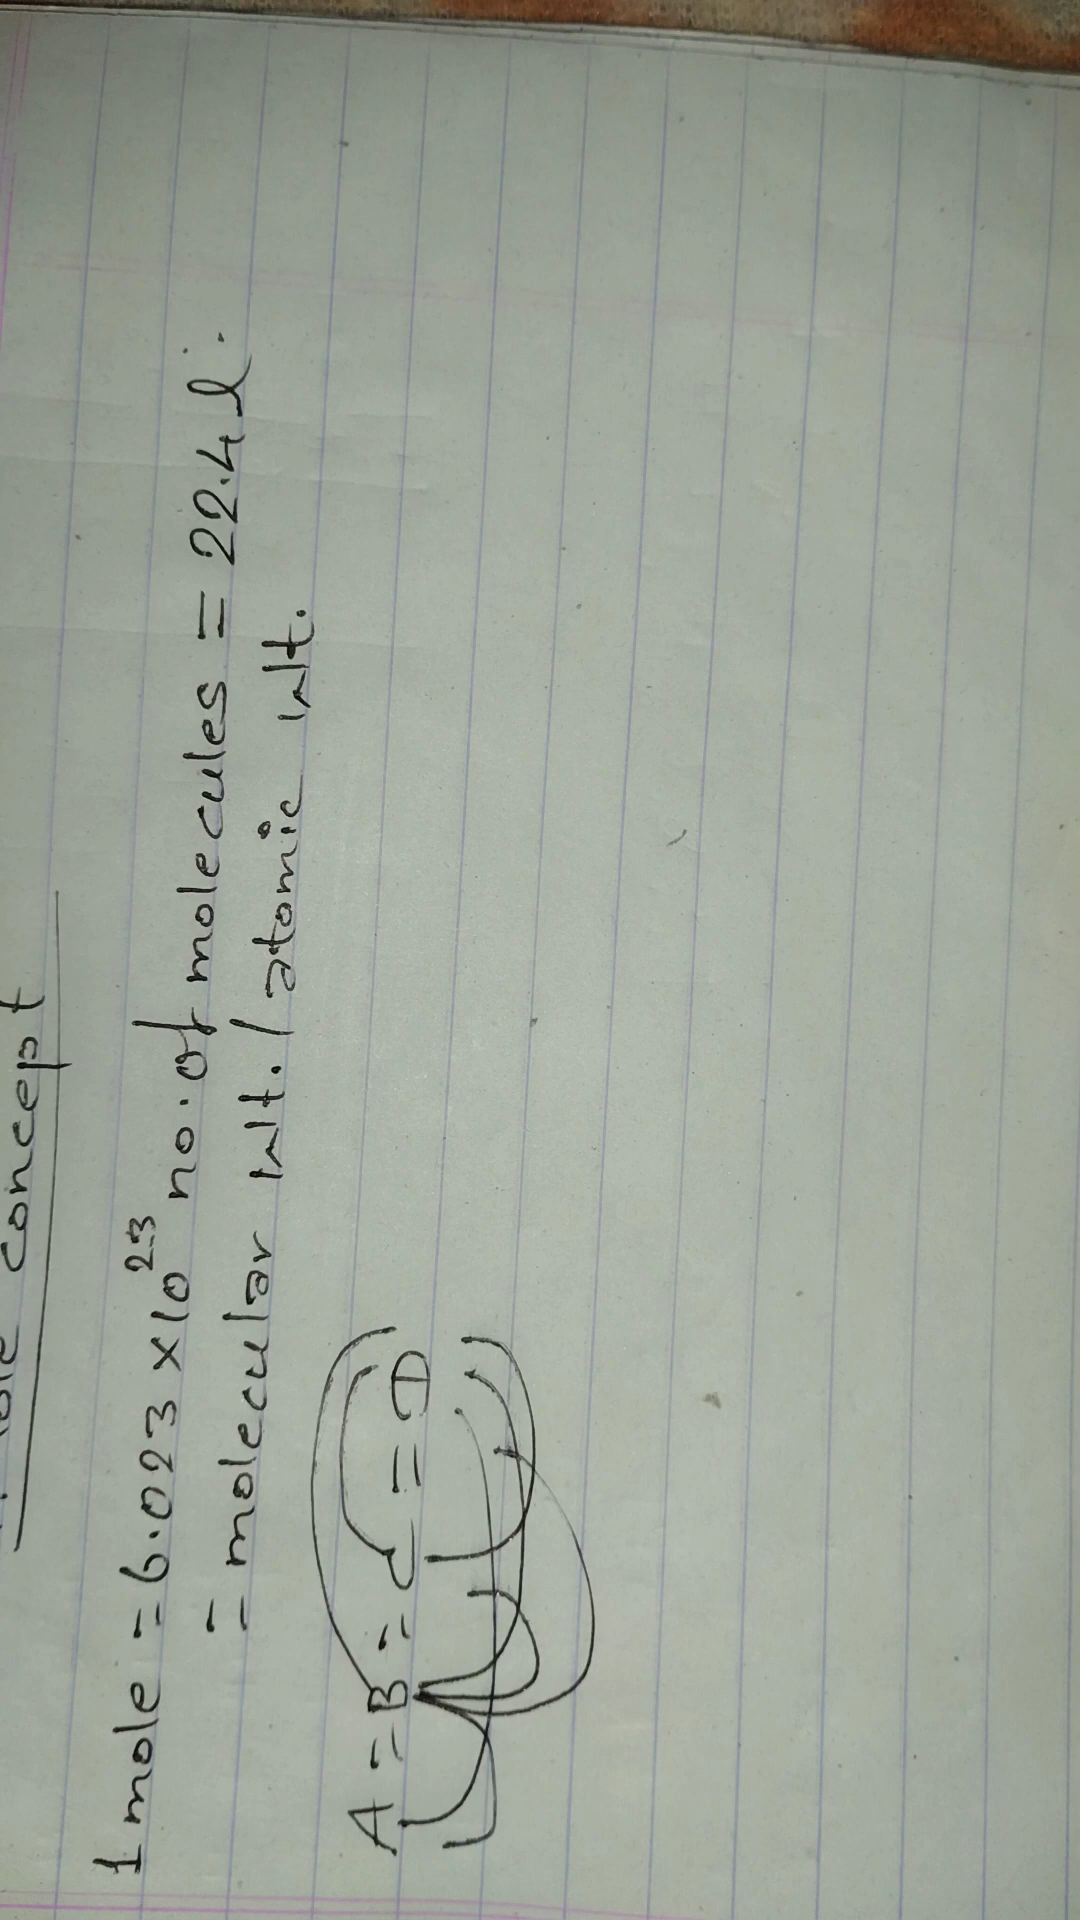 concept
1 mole = 6.023 x 10²³ no. of molecules = 22.4 l.
= molecular wt. / atomic wt.
A = B = C = D